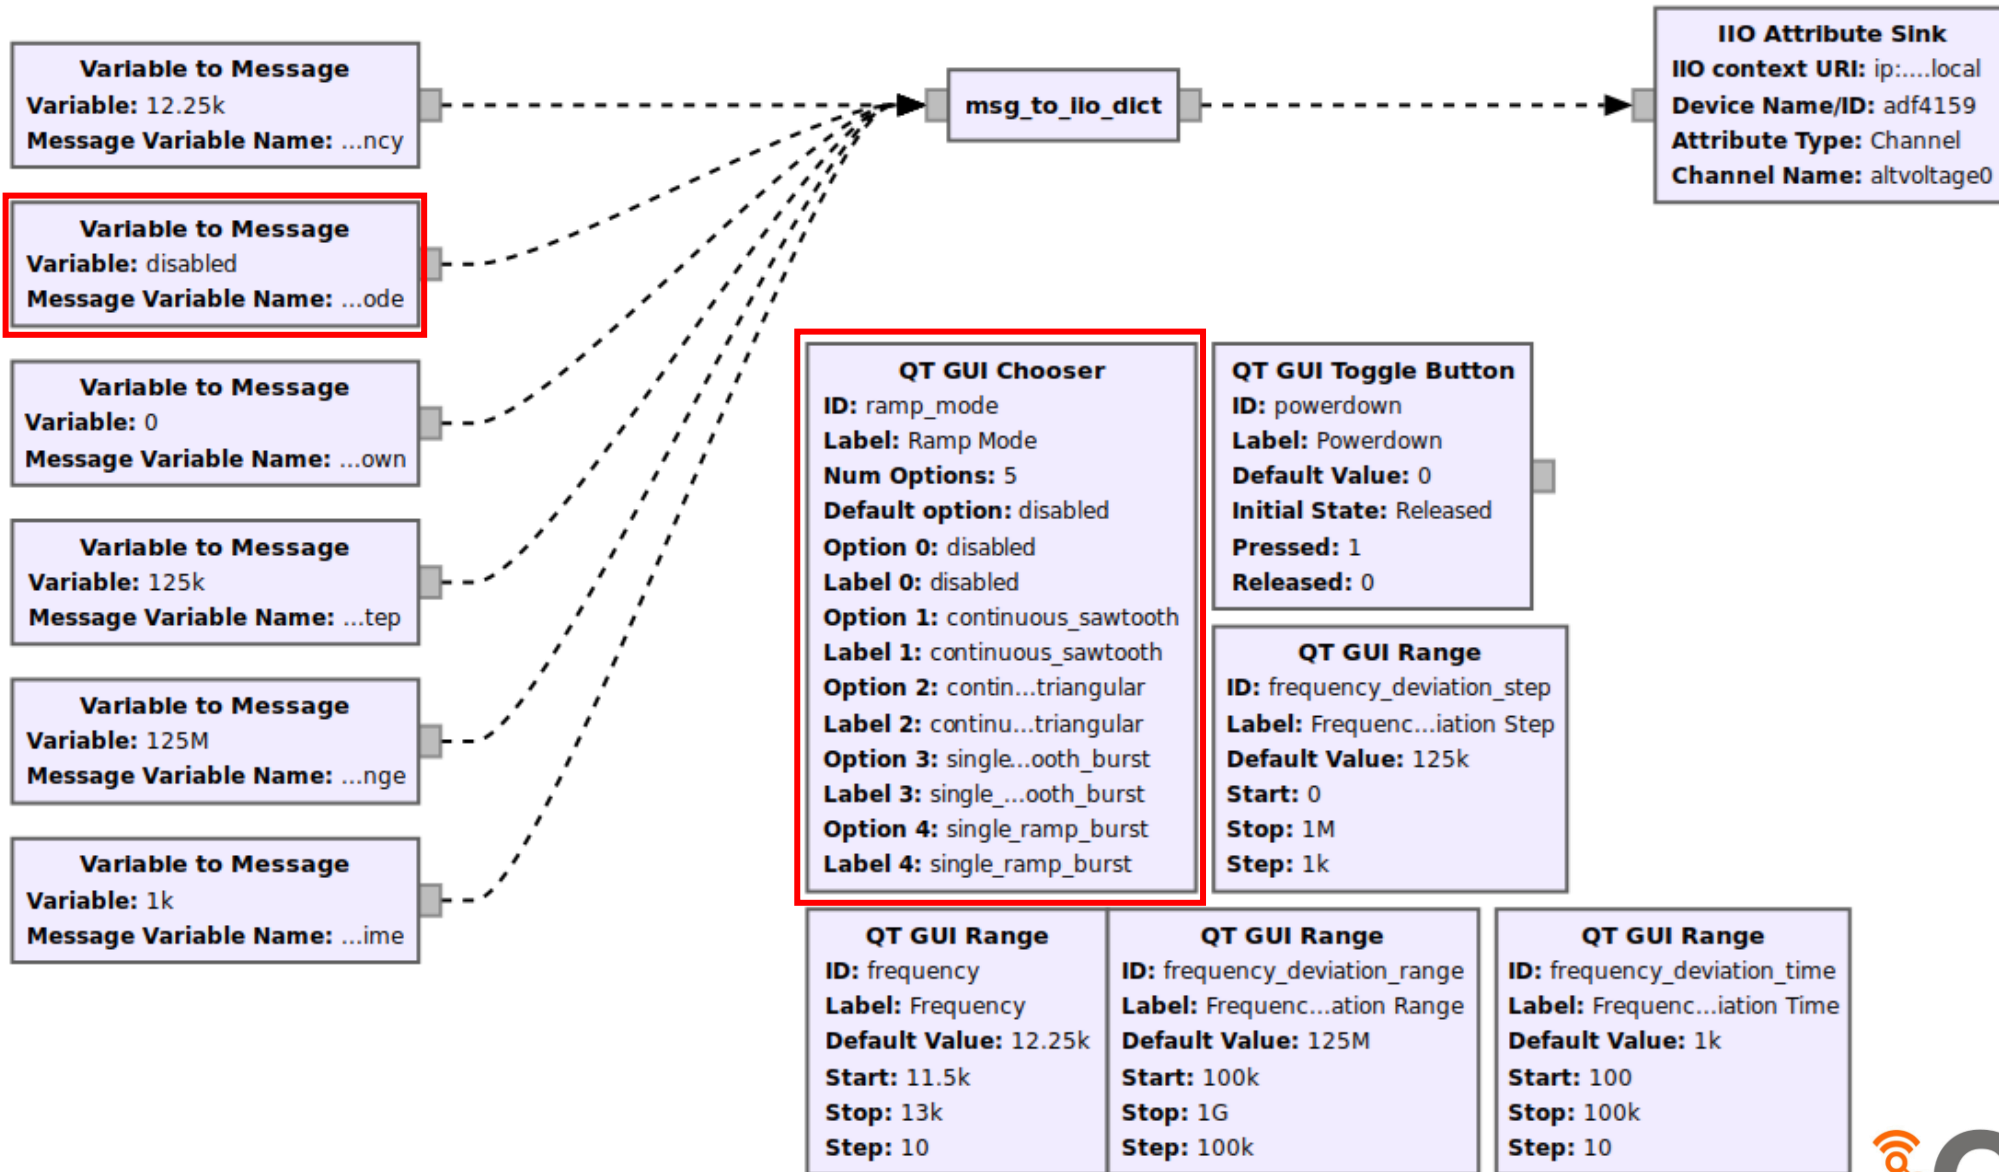 Variable to Message
Variable: 12.25k
Message Variable Name: ...ncy
Variable to Message
Variable: disabled
Message Variable Name: ...ode
Variable to Message
Variable: 0
Message Variable Name: ...own
Variable to Message
Variable: 125k
Message Variable Name: ...tep
Variable to Message
Variable: 125M
Message Variable Name: ...nge
Variable to Message
Variable: 1k
Message Variable Name: ...ime
msg_to_iio_dict
IIO Attribute Sink
IIO context URI: ip:....local
Device Name/ID: adf4159
Attribute Type: Channel
Channel Name: altvoltage0
QT GUI Chooser
ID: ramp_mode
Label: Ramp Mode
Num Options: 5
Default option: disabled
Option 0: disabled
Label 0: disabled
Option 1: continuous_sawtooth
Label 1: continuous_sawtooth
Option 2: contin...triangular
Label 2: continu...triangular
Option 3: single...ooth_burst
Label 3: single_...ooth_burst
Option 4: single_ramp_burst
Label 4: single_ramp_burst
QT GUI Toggle Button
ID: powerdown
Label: Powerdown
Default Value: 0
Initial State: Released
Pressed: 1
Released: 0
QT GUI Range
ID: frequency_deviation_step
Label: Frequenc...iation Step
Default Value: 125k
Start: 0
Stop: 1M
Step: 1k
QT GUI Range
ID: frequency
Label: Frequency
Default Value: 12.25k
Start: 11.5k
Stop: 13k
Step: 10
QT GUI Range
ID: frequency_deviation_range
Label: Frequenc...ation Range
Default Value: 125M
Start: 100k
Stop: 1G
Step: 100k
QT GUI Range
ID: frequency_deviation_time
Label: Frequenc...iation Time
Default Value: 1k
Start: 100
Stop: 100k
Step: 10